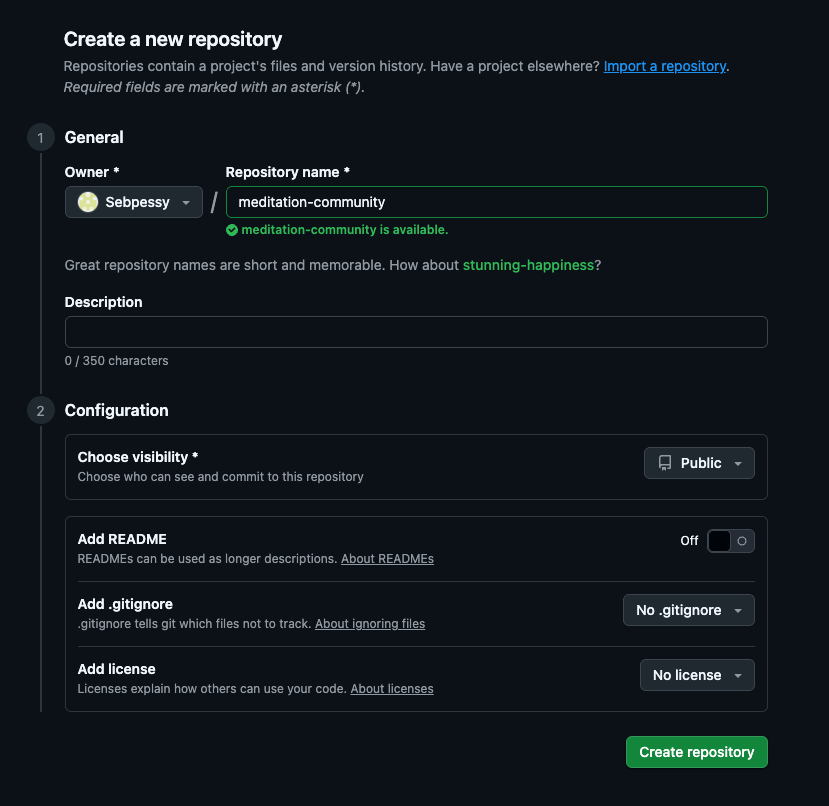 Create a new repository
Repositories contain a project's files and version history. Have a project elsewhere? Import a repository.
Required fields are marked with an asterisk (*).
1 General
Owner * Repository name *
Sebpessy / meditation-community
meditation-community is available.
Great repository names are short and memorable. How about stunning-happiness?
Description
0 / 350 characters
2 Configuration
Choose visibility *
Choose who can see and commit to this repository
Public
Add README
READMEs can be used as longer descriptions. About READMEs
Off
Add .gitignore
.gitignore tells git which files not to track. About ignoring files
No .gitignore
Add license
Licenses explain how others can use your code. About licenses
No license
Create repository